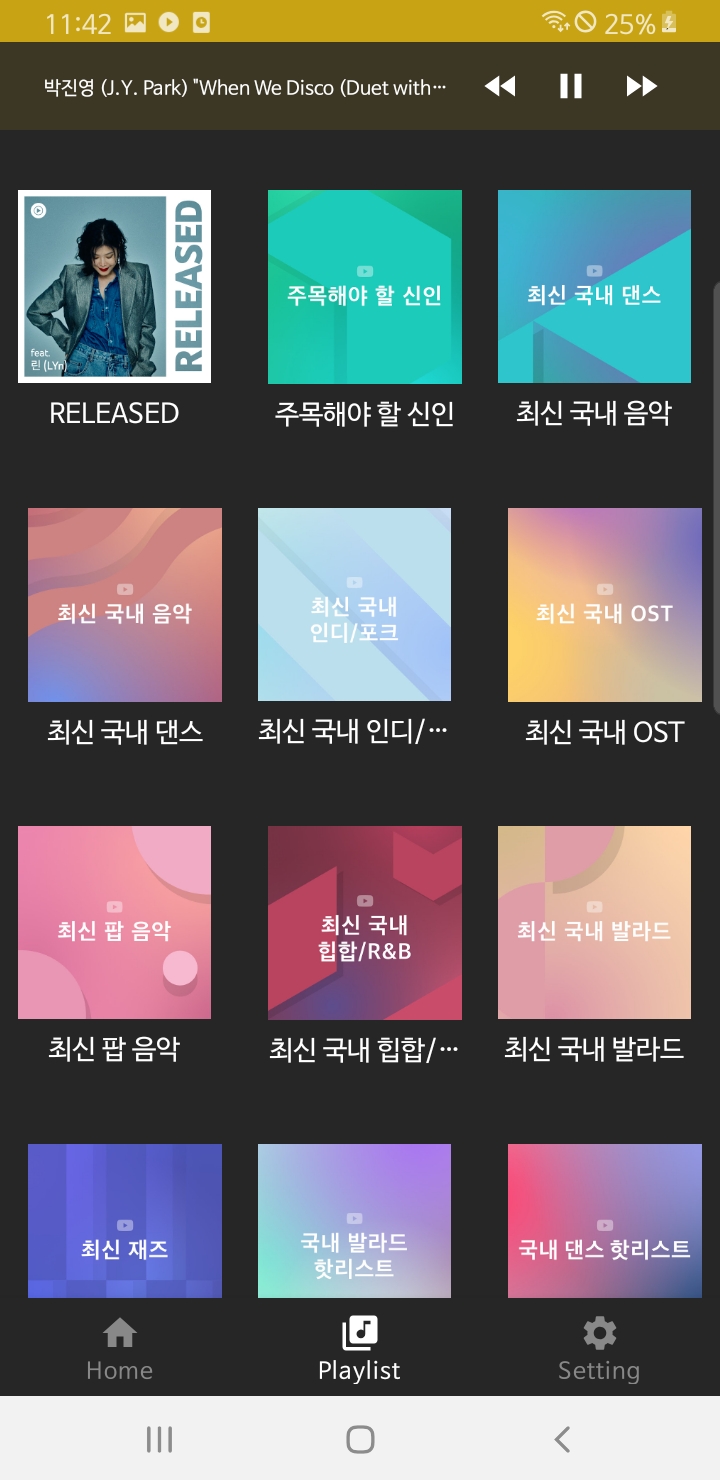 11:42
25%
박진영 (J.Y. Park) "When We Disco (Duet with···
RELEASED
feat.
린 (LYn)
주목해야 할 신인
최신 국내 댄스
RELEASED
주목해야 할 신인
최신 국내 음악
최신 국내 음악
최신 국내
인디/포크
최신 국내 OST
최신 국내 댄스
최신 국내 인디/···
최신 국내 OST
최신 팝 음악
최신 국내
힙합/R&B
최신 국내 발라드
최신 팝 음악
최신 국내 힙합/···
최신 국내 발라드
최신 재즈
국내 발라드
핫리스트
국내 댄스 핫리스트
Home
Playlist
Setting